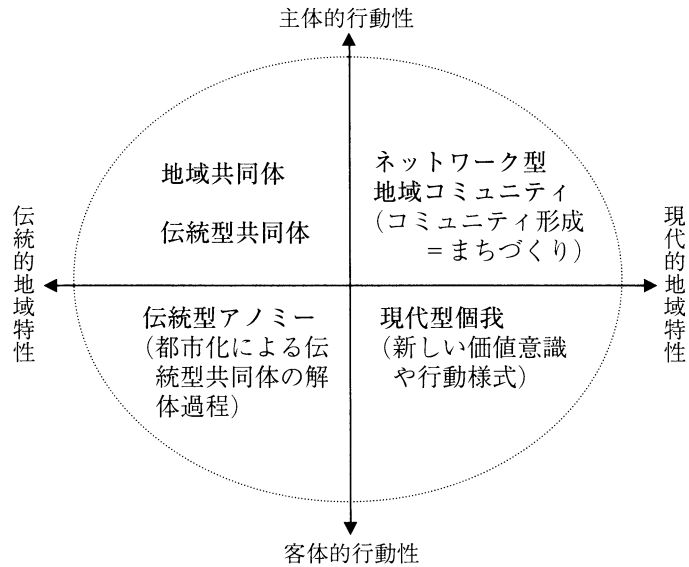 主体的行動性
地域共同体
伝統型共同体
ネットワーク型
地域コミュニティ
（コミュニティ形成
＝まちづくり）
伝統的地域特性
現代的地域特性
伝統型アノミー
（都市化による伝
統型共同体の解
体過程）
現代型個我
（新しい価値意識
や行動様式）
客体的行動性